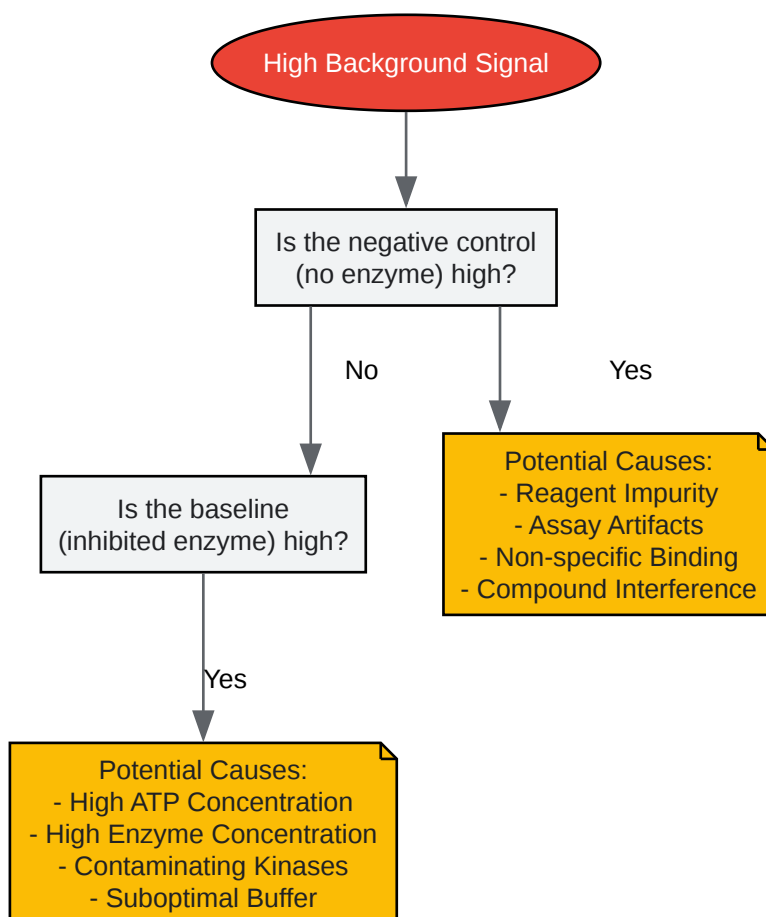 High Background Signal
Is the negative control
(no enzyme) high?
No
Yes
Potential Causes:
- Reagent Impurity
- Assay Artifacts
- Non-specific Binding
- Compound Interference
Is the baseline
(inhibited enzyme) high?
Yes
Potential Causes:
- High ATP Concentration
- High Enzyme Concentration
- Contaminating Kinases
- Suboptimal Buffer